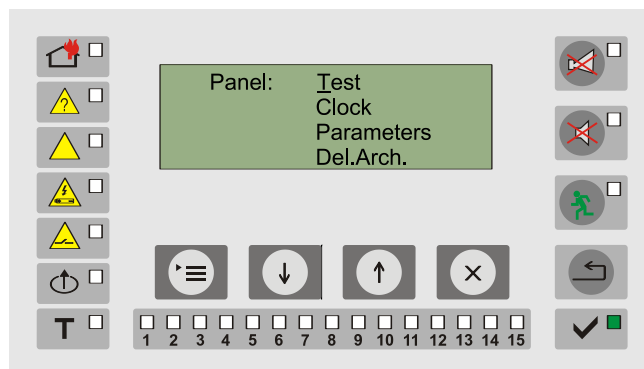 Panel: Test
Clock
Parameters
Del.Arch.
?
T
1 2 3 4 5 6 7 8 9 10 11 12 13 14 15